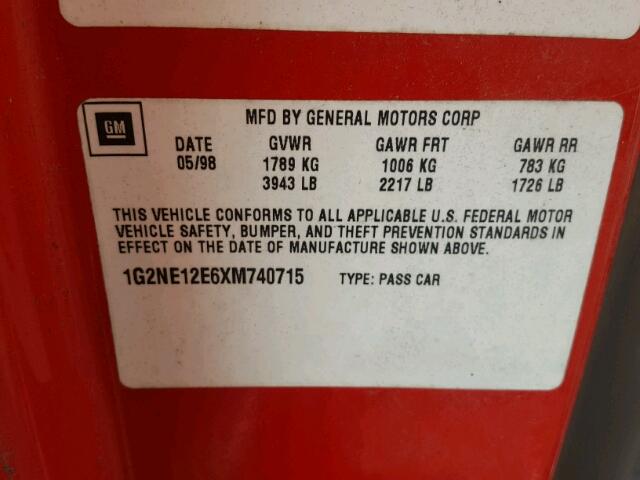 MFD BY GENERAL MOTORS CORP
GM
DATE GVWR GAWR FRT GAWR RR
05/98 1789 KG 1006 KG 783 KG
3943 LB 2217 LB 1726 LB
THIS VEHICLE CONFORMS TO ALL APPLICABLE U.S. FEDERAL MOTOR
VEHICLE SAFETY, BUMPER, AND THEFT PREVENTION STANDARDS IN
EFFECT ON THE DATE OF MANUFACTURE SHOWN ABOVE.
1G2NE12E6XM740715 TYPE: PASS CAR